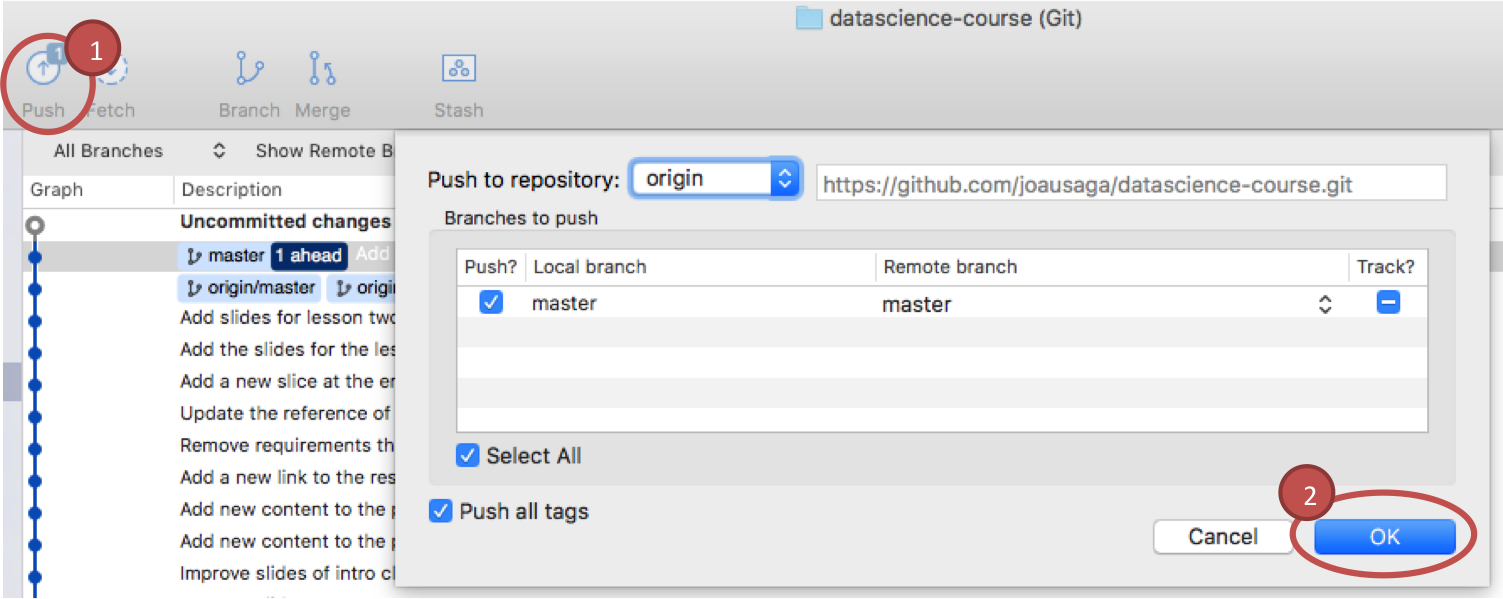 datascience-course (Git)
1
1
Push Fetch Branch Merge Stash
All Branches Show Remote B
Push to repository: origin https://github.com/joausaga/datascience-course.git
Graph Description
Branches to push
Uncommitted changes
master 1 ahead Add
Push? Local branch Remote branch Track?
origin/master origi
master master
Add slides for lesson two
Add the slides for the les
Add a new slice at the er
Update the reference of
Remove requirements th
Select All
Add a new link to the res
Add new content to the p
Push all tags
2
Add new content to the p
Cancel OK
Improve slides of intro cl